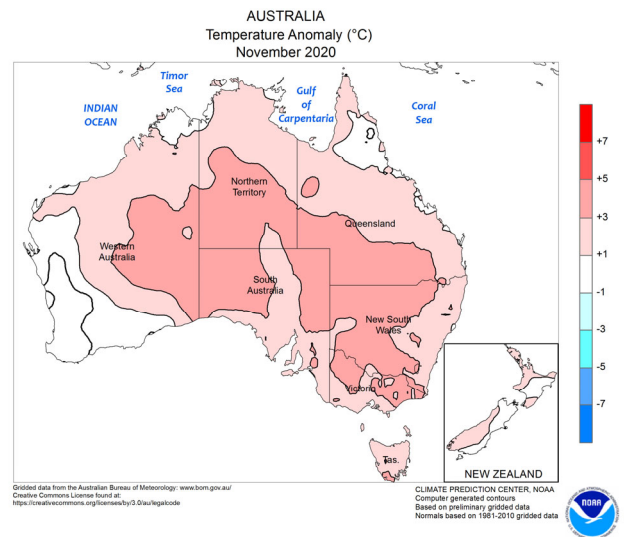 AUSTRALIA
Temperature Anomaly (°C)
November 2020
Timor
Sea
INDIAN
OCEAN
Gulf
of
Carpentaria
Coral
Sea
Northern
Territory
Queensland
Western
Australia
South
Australia
New South
Wales
Victoria
Tas.
NEW ZEALAND
+7
+5
+3
+1
-1
-3
-5
-7
Gridded data from the Australian Bureau of Meteorology: www.bom.gov.au/
Creative Commons License found at:
https://creativecommons.org/licenses/by/3.0/au/legalcode
CLIMATE PREDICTION CENTER, NOAA
Computer generated contours
Based on preliminary gridded data
Normals based on 1981-2010 gridded data
NOAA